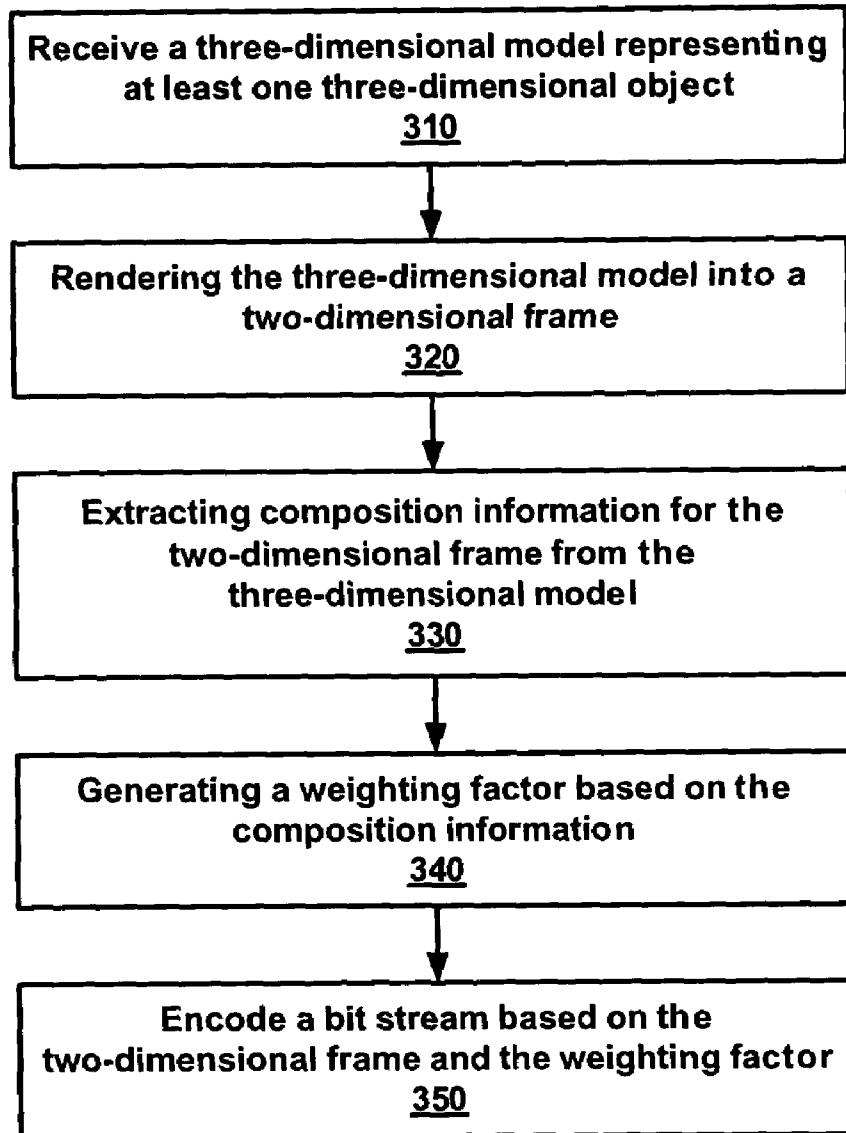 Receive a three-dimensional model representing
at least one three-dimensional object
310
Rendering the three-dimensional model into a
two-dimensional frame
320
Extracting composition information for the
two-dimensional frame from the
three-dimensional model
330
Generating a weighting factor based on the
composition information
340
Encode a bit stream based on the
two-dimensional frame and the weighting factor
350